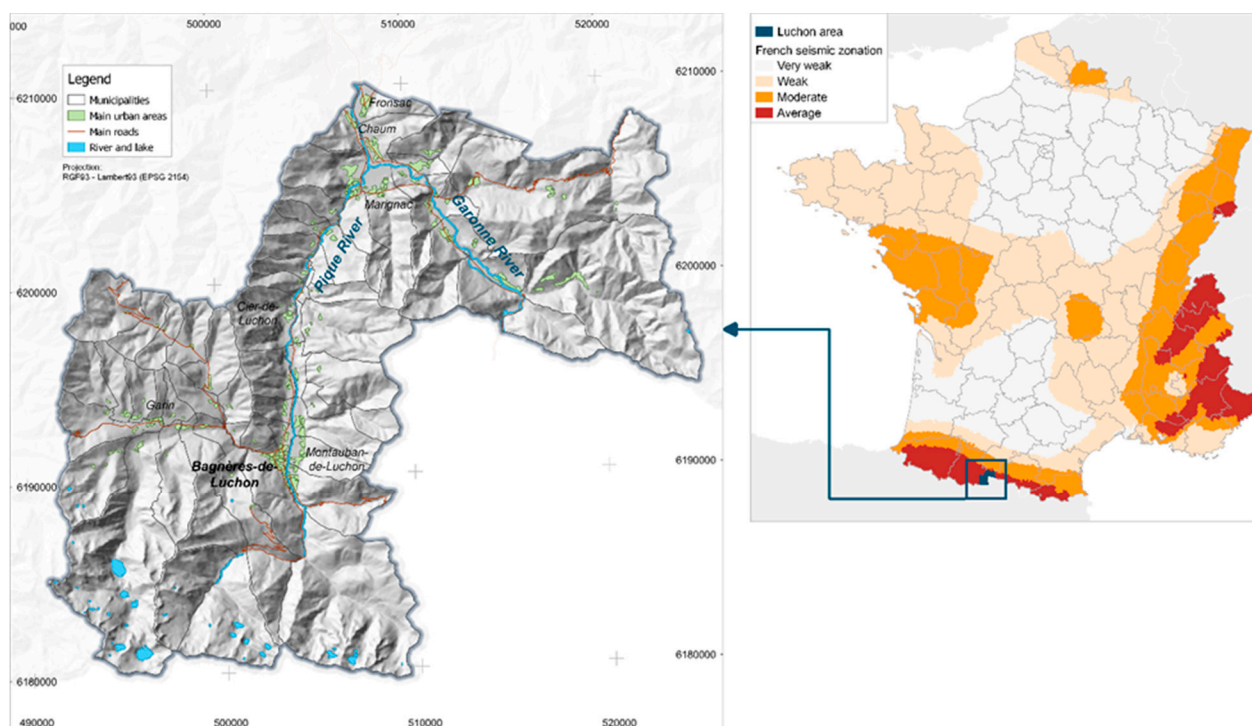 500000
510000
520000
000
6210000
6210000
Legend
Municipalities
Main urban areas
Main roads
River and lake
Projection:
RGF93 - Lambert93 (EPSG 2154)
Fronsac
Chaum
Marignac
Pique River
Garonne River
6200000
6200000
Cier-de-
Luchon
Garin
Bagnères-de-
Luchon
Montauban-
de-Luchon
6190000
6190000
6180000
6180000
490000
500000
510000
520000
Luchon area
French seismic zonation
Very weak
Weak
Moderate
Average